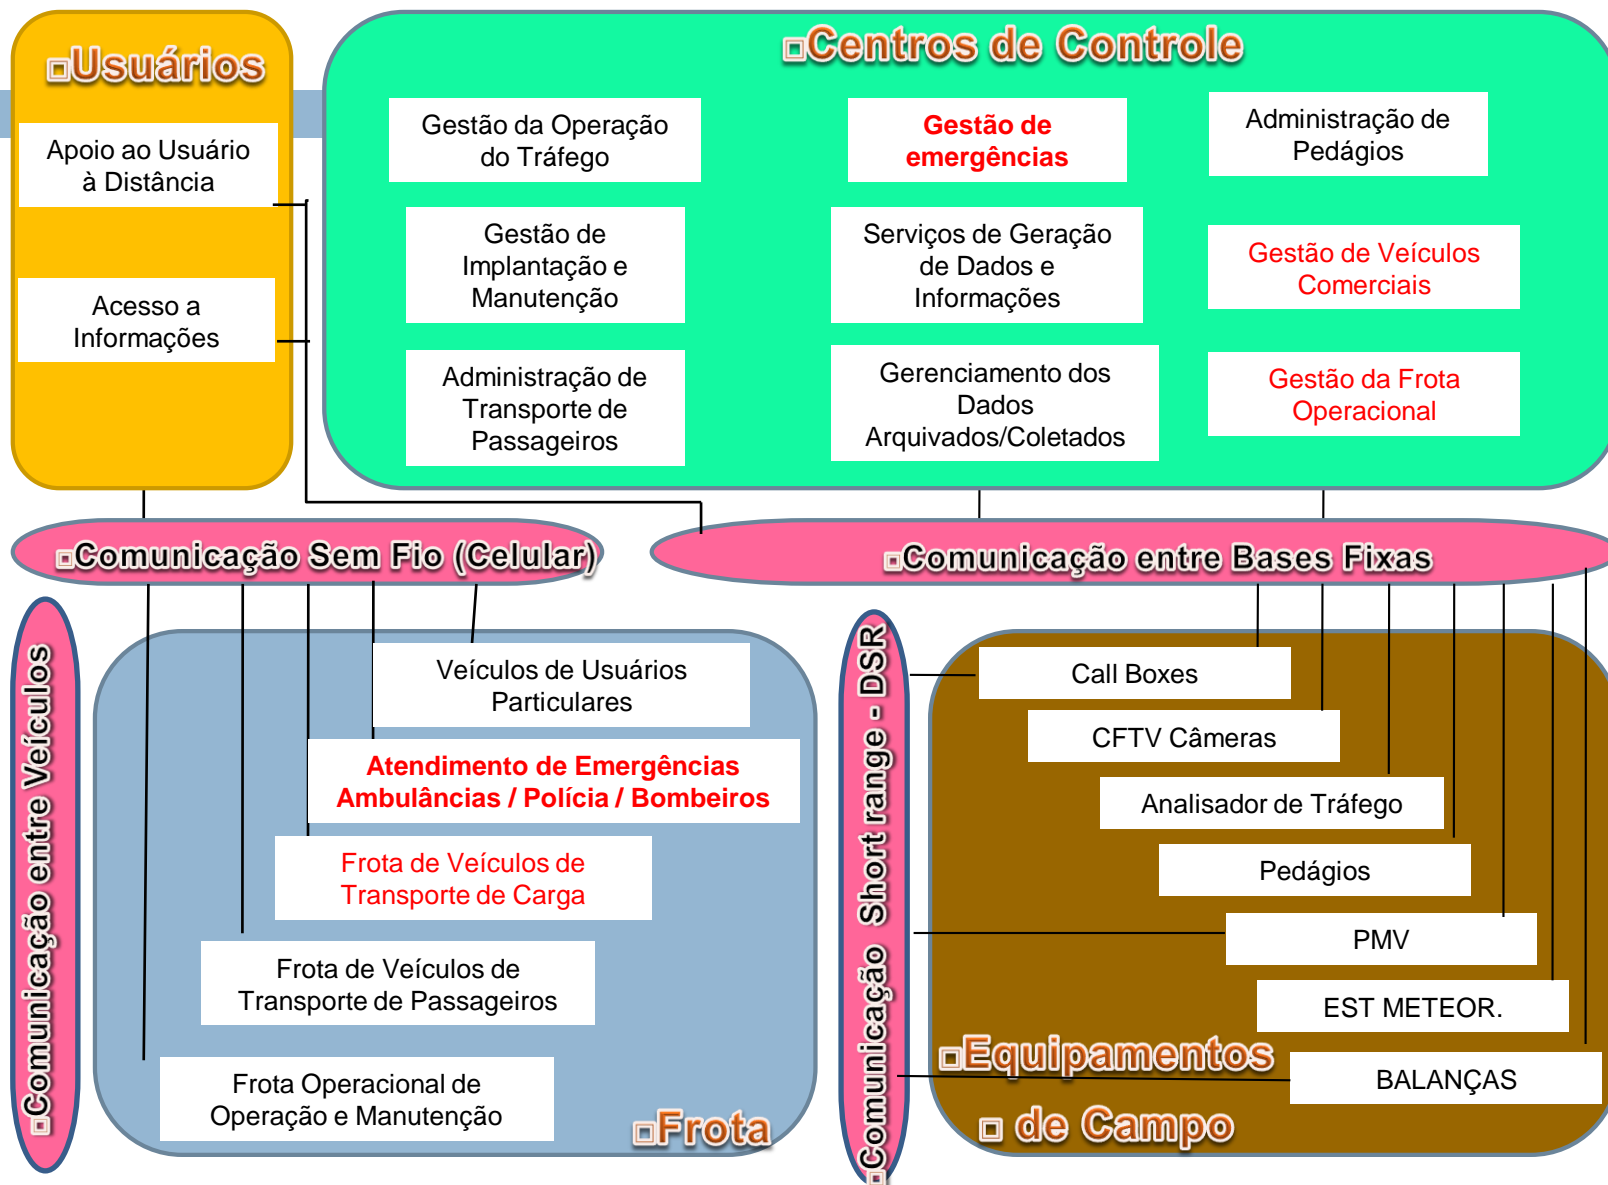 Usuários
Apoio ao Usuário
à Distância
Acesso a
Informações
Centros de Controle
Gestão da Operação
do Tráfego
Gestão de
emergências
Administração de
Pedágios
Gestão de
Implantação e
Manutenção
Serviços de Geração
de Dados e
Informações
Gestão de Veículos
Comerciais
Administração de
Transporte de
Passageiros
Gerenciamento dos
Dados
Arquivados/Coletados
Gestão da Frota
Operacional
Comunicação Sem Fio (Celular)
Comunicação entre Bases Fixas
Comunicação entre Veículos
Veículos de Usuários
Particulares
Atendimento de Emergências
Ambulâncias / Polícia / Bombeiros
Frota de Veículos de
Transporte de Carga
Frota de Veículos de
Transporte de Passageiros
Frota Operacional de
Operação e Manutenção
Frota
Comunicação Short range - DSR
Call Boxes
CFTV Câmeras
Analisador de Tráfego
Pedágios
PMV
EST METEOR.
BALANÇAS
Equipamentos
de Campo